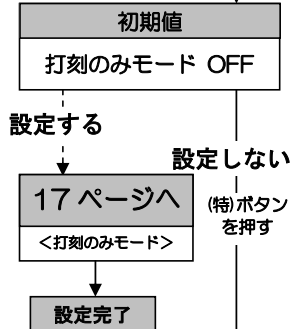 初期値
打刻のみモード OFF
設定する
設定しない
17 ページへ
(特)ボタン
を押す
＜打刻のみモード＞
設定完了